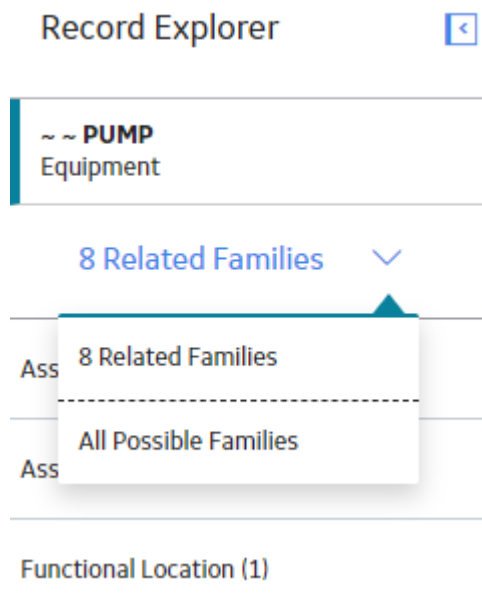 Record Explorer
~ ~ PUMP
Equipment
8 Related Families
8 Related Families
Ass
All Possible Families
Ass
Functional Location (1)